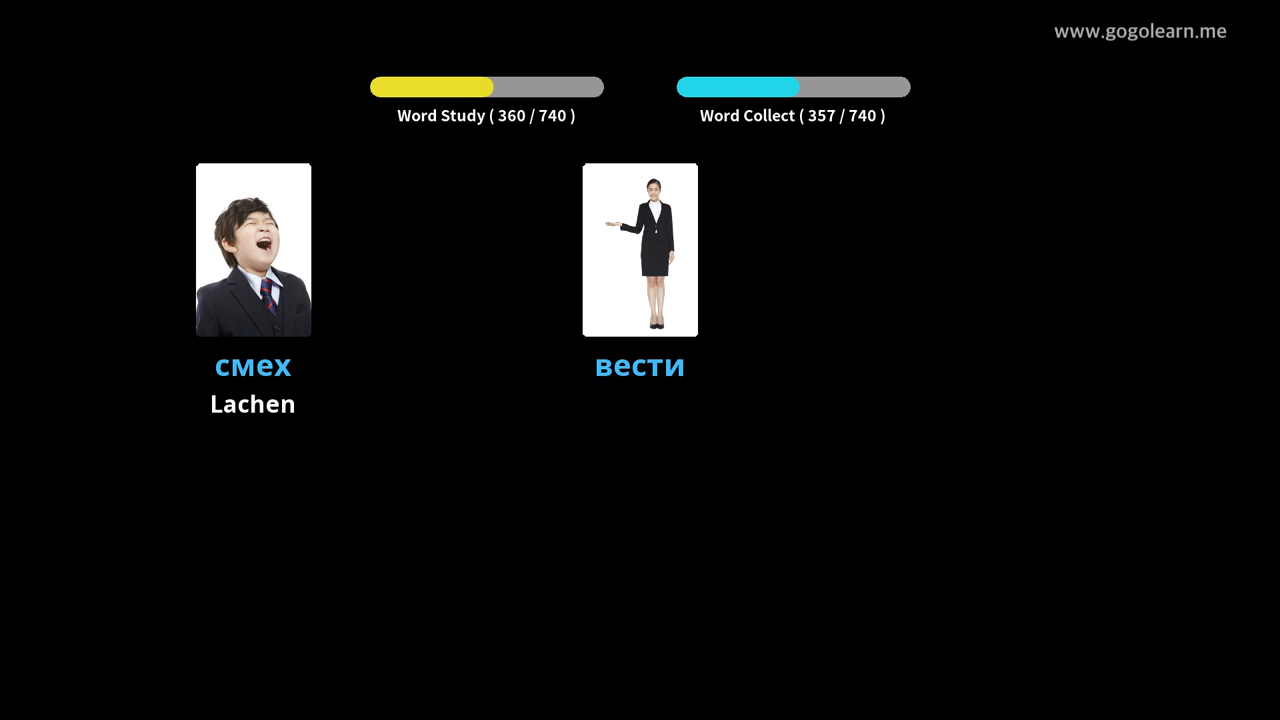 www.gogolearn.me
Word Study ( 360 / 740 )
Word Collect ( 357 / 740 )
смех
Lachen
вести